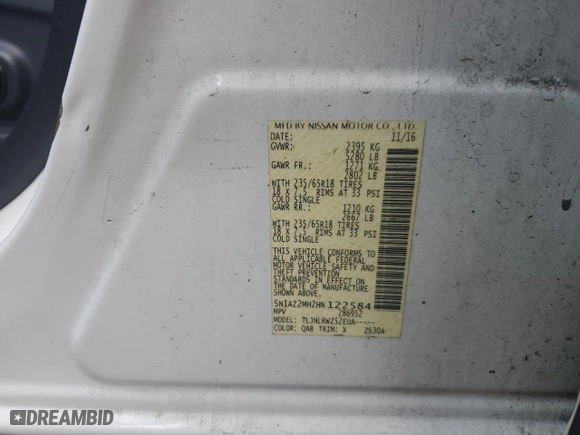 MFD BY NISSAN MOTOR CO., LTD.
DATE: 11/16
GVWR: 2395 KG
5280 LB
GAWR FR.: 1271 KG
2802 LB
WITH 235/65R18 TIRES
18 X 7.5 RIMS AT 33 PSI
COLD SINGLE
GAWR RR.: 1210 KG
2667 LB
WITH 235/65R18 TIRES
18 X 7.5 RIMS AT 33 PSI
COLD SINGLE
THIS VEHICLE CONFORMS TO
ALL APPLICABLE FEDERAL
MOTOR VEHICLE SAFETY AND
THEFT PREVENTION
STANDARDS IN EFFECT ON
THE DATE OF MANUFACTURE
SHOWN ABOVE.
5N1AZ2MH2HN122584
MPV 286952
MODEL: TLJNLRWZ52EUA-----
COLOR: QAB TRIM: X 2530A
DREAMBID